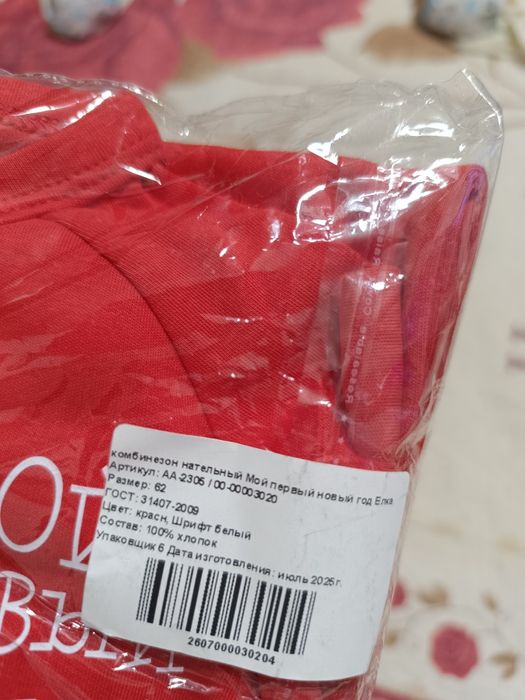 Resealable
комбинезон нательный Мой первый новый год Елка
Артикул: АА-2305 / 00-00003020
Размер: 62
ГОСТ: 31407-2009
Цвет: красн, Шрифт белый
Состав: 100% хлопок
Упаковщик 6 Дата изготовления: июль 2025 г.
2607000030204